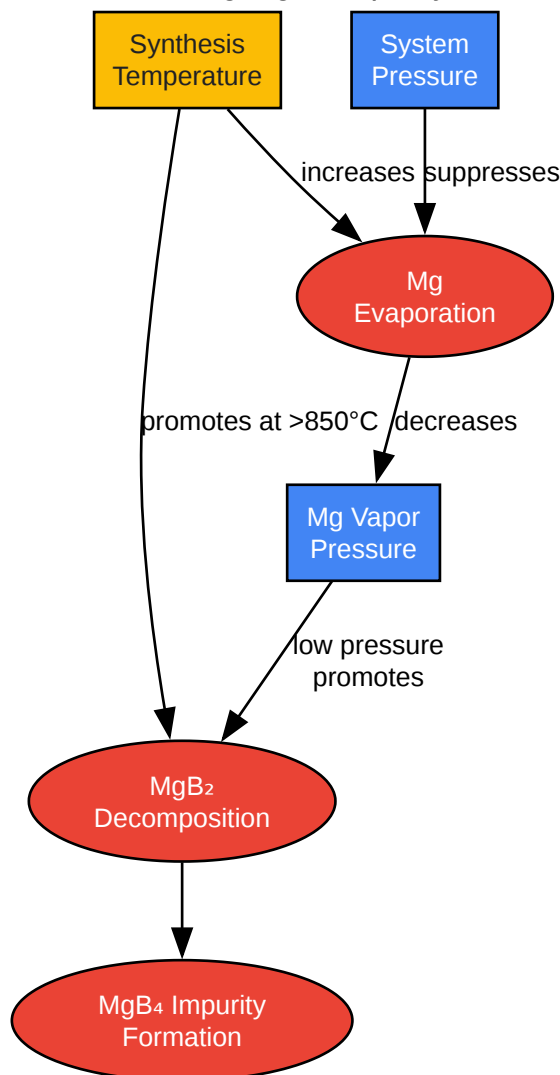 Synthesis
Temperature
System
Pressure
increases
suppresses
Mg
Evaporation
promotes at >850°C
decreases
Mg Vapor
Pressure
low pressure
promotes
MgB₂
Decomposition
MgB₄ Impurity
Formation